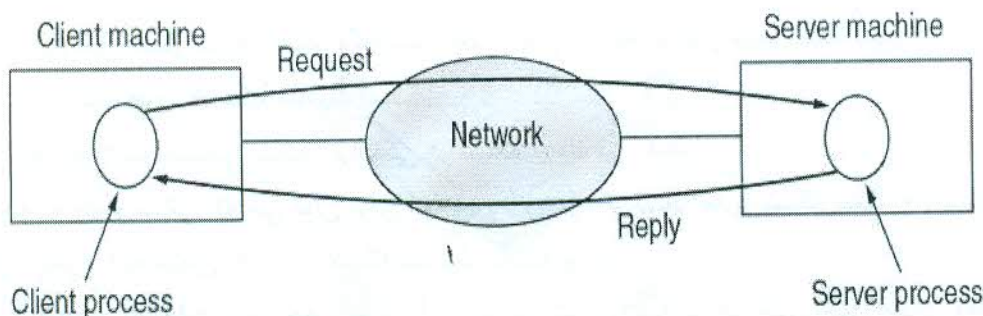 Client machine
Server machine
Request
Network
Reply
Client process
Server process